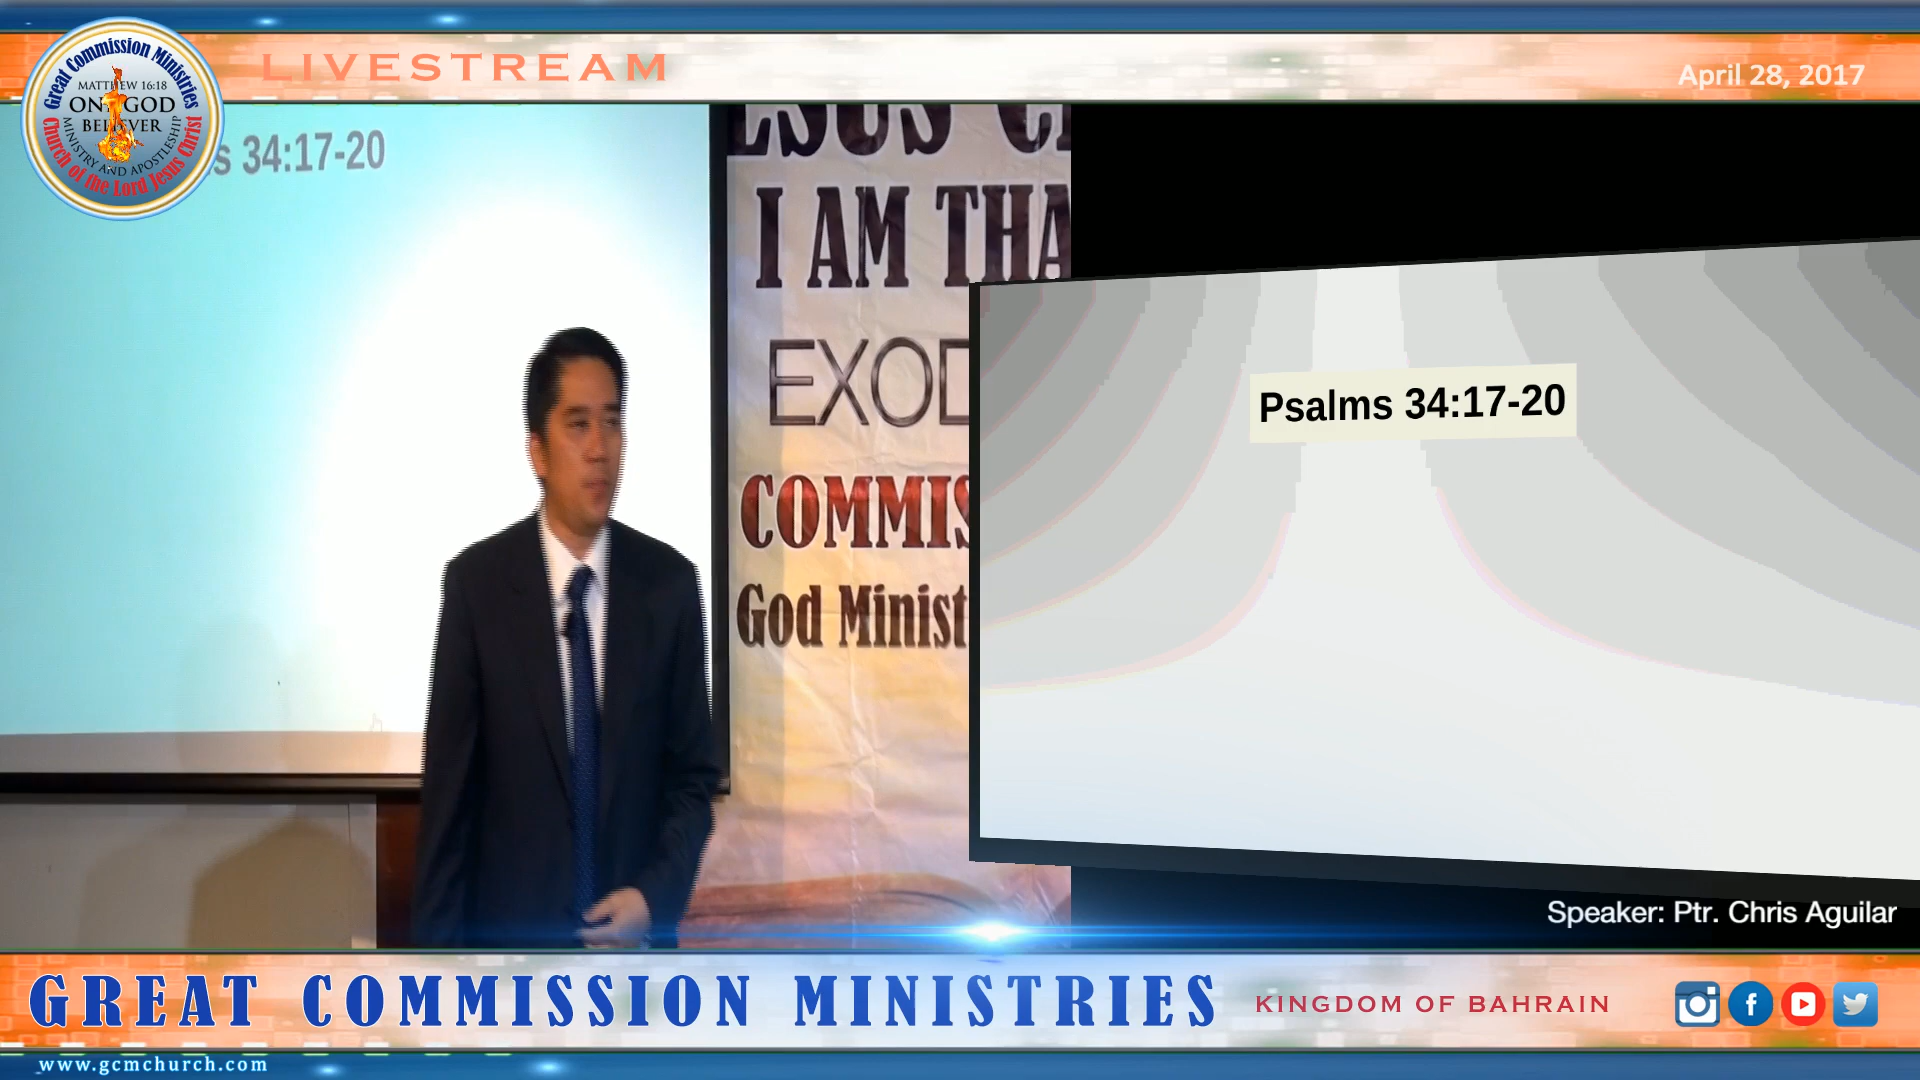 LIVESTREAM
April 28, 2017
Great Commission Ministries
MATTHEW 16:18
ONE GOD
BELIEVER
MINISTRY AND APOSTLESHIP
Church of the Lord Jesus Christ
s 34:17-20
ESUS C
I AM THA
EXOD
COMMIS
God Minist
Psalms 34:17-20
Speaker: Ptr. Chris Aguilar
GREAT COMMISSION MINISTRIES
KINGDOM OF BAHRAIN
www.gcmchurch.com